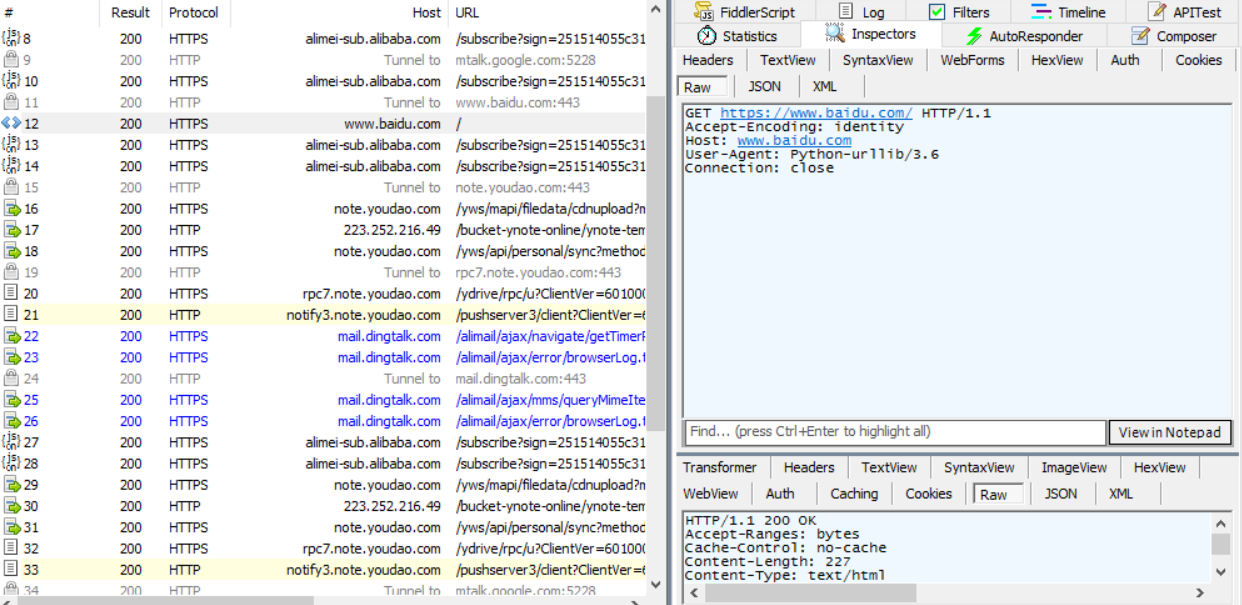 # Result Protocol Host URL
8 200 HTTPS alimei-sub.alibaba.com /subscribe?sign=251514055c31
9 200 HTTP Tunnel to mtalk.google.com:5228
10 200 HTTPS alimei-sub.alibaba.com /subscribe?sign=251514055c31
11 200 HTTP Tunnel to www.baidu.com:443
12 200 HTTPS www.baidu.com /
13 200 HTTPS alimei-sub.alibaba.com /subscribe?sign=251514055c31
14 200 HTTPS alimei-sub.alibaba.com /subscribe?sign=251514055c31
15 200 HTTP Tunnel to note.youdao.com:443
16 200 HTTPS note.youdao.com /yws/mapi/filedata/cdnupload?m
17 200 HTTPS 223.252.216.49 /bucket-ynote-online/ynote-tem
18 200 HTTPS note.youdao.com /yws/api/personal/sync?method
19 200 HTTP Tunnel to rpc7.note.youdao.com:443
20 200 HTTPS rpc7.note.youdao.com /ydrive/rpc/u?ClientVer=601000
21 200 HTTP notify3.note.youdao.com /pushserver3/client?ClientVer=6
22 200 HTTPS mail.dingtalk.com /alimail/ajax/navigate/getTimerF
23 200 HTTPS mail.dingtalk.com /alimail/ajax/error/browserLog.t
24 200 HTTP Tunnel to mail.dingtalk.com:443
25 200 HTTPS mail.dingtalk.com /alimail/ajax/mms/queryMimeIte
26 200 HTTPS mail.dingtalk.com /alimail/ajax/error/browserLog.t
27 200 HTTPS alimei-sub.alibaba.com /subscribe?sign=251514055c31
28 200 HTTPS alimei-sub.alibaba.com /subscribe?sign=251514055c31
29 200 HTTPS note.youdao.com /yws/mapi/filedata/cdnupload?m
30 200 HTTPS 223.252.216.49 /bucket-ynote-online/ynote-tem
31 200 HTTPS note.youdao.com /yws/api/personal/sync?method
32 200 HTTPS rpc7.note.youdao.com /ydrive/rpc/u?ClientVer=601000
33 200 HTTP notify3.note.youdao.com /pushserver3/client?ClientVer=6
34 200 HTTP Tunnel to mtalk.google.com:5228
FiddlerScript Log Filters Timeline APITest
Statistics Inspectors AutoResponder Composer
Headers TextView SyntaxView WebForms HexView Auth Cookies
Raw JSON XML
GET https://www.baidu.com/ HTTP/1.1
Accept-Encoding: identity
Host: www.baidu.com
User-Agent: Python-urllib/3.6
Connection: close
Find... (press Ctrl+Enter to highlight all) View in Notepad
Transformer Headers TextView SyntaxView ImageView HexView
WebView Auth Caching Cookies Raw JSON XML
HTTP/1.1 200 OK
Accept-Ranges: bytes
Cache-Control: no-cache
Content-Length: 227
Content-Type: text/html